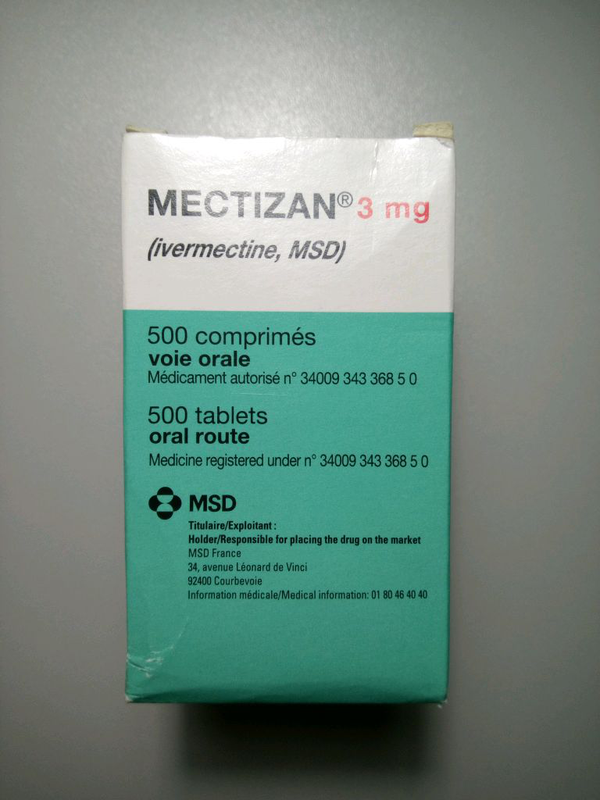 MECTIZAN® 3 mg
(ivermectine, MSD)
500 comprimés
voie orale
Médicament autorisé n° 34009 343 368 5 0
500 tablets
oral route
Medicine registered under n° 34009 343 368 5 0
MSD
Titulaire/Exploitant :
Holder/Responsible for placing the drug on the market
MSD France
34, avenue Léonard de Vinci
92400 Courbevoie
Information médicale/Medical information: 01 80 46 40 40